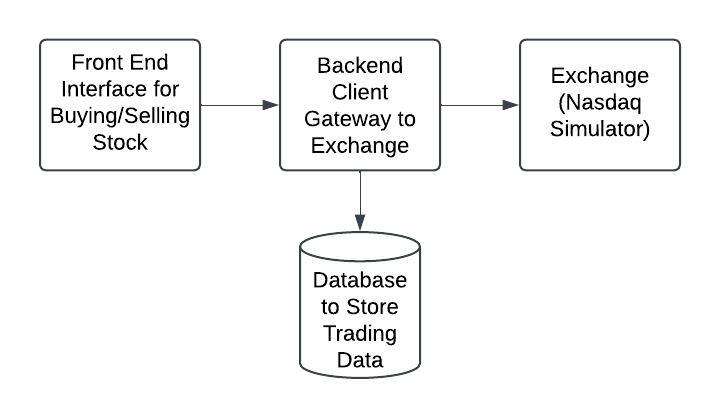 Front End
Interface for
Buying/Selling
Stock
Backend
Client
Gateway to
Exchange
Exchange
(Nasdaq
Simulator)
Database
to Store
Trading
Data